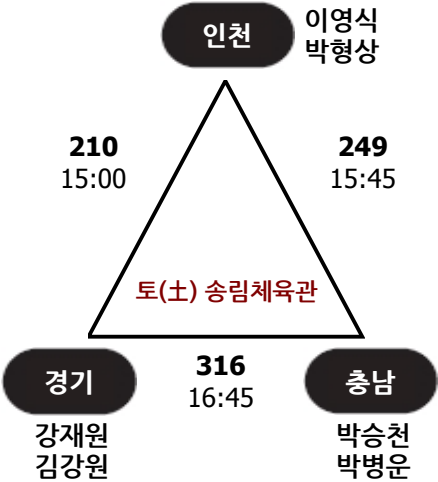 인천
이영식
박형상
210
15:00
249
15:45
토(土) 송림체육관
경기
316
16:45
충남
강재원
김강원
박승천
박병운